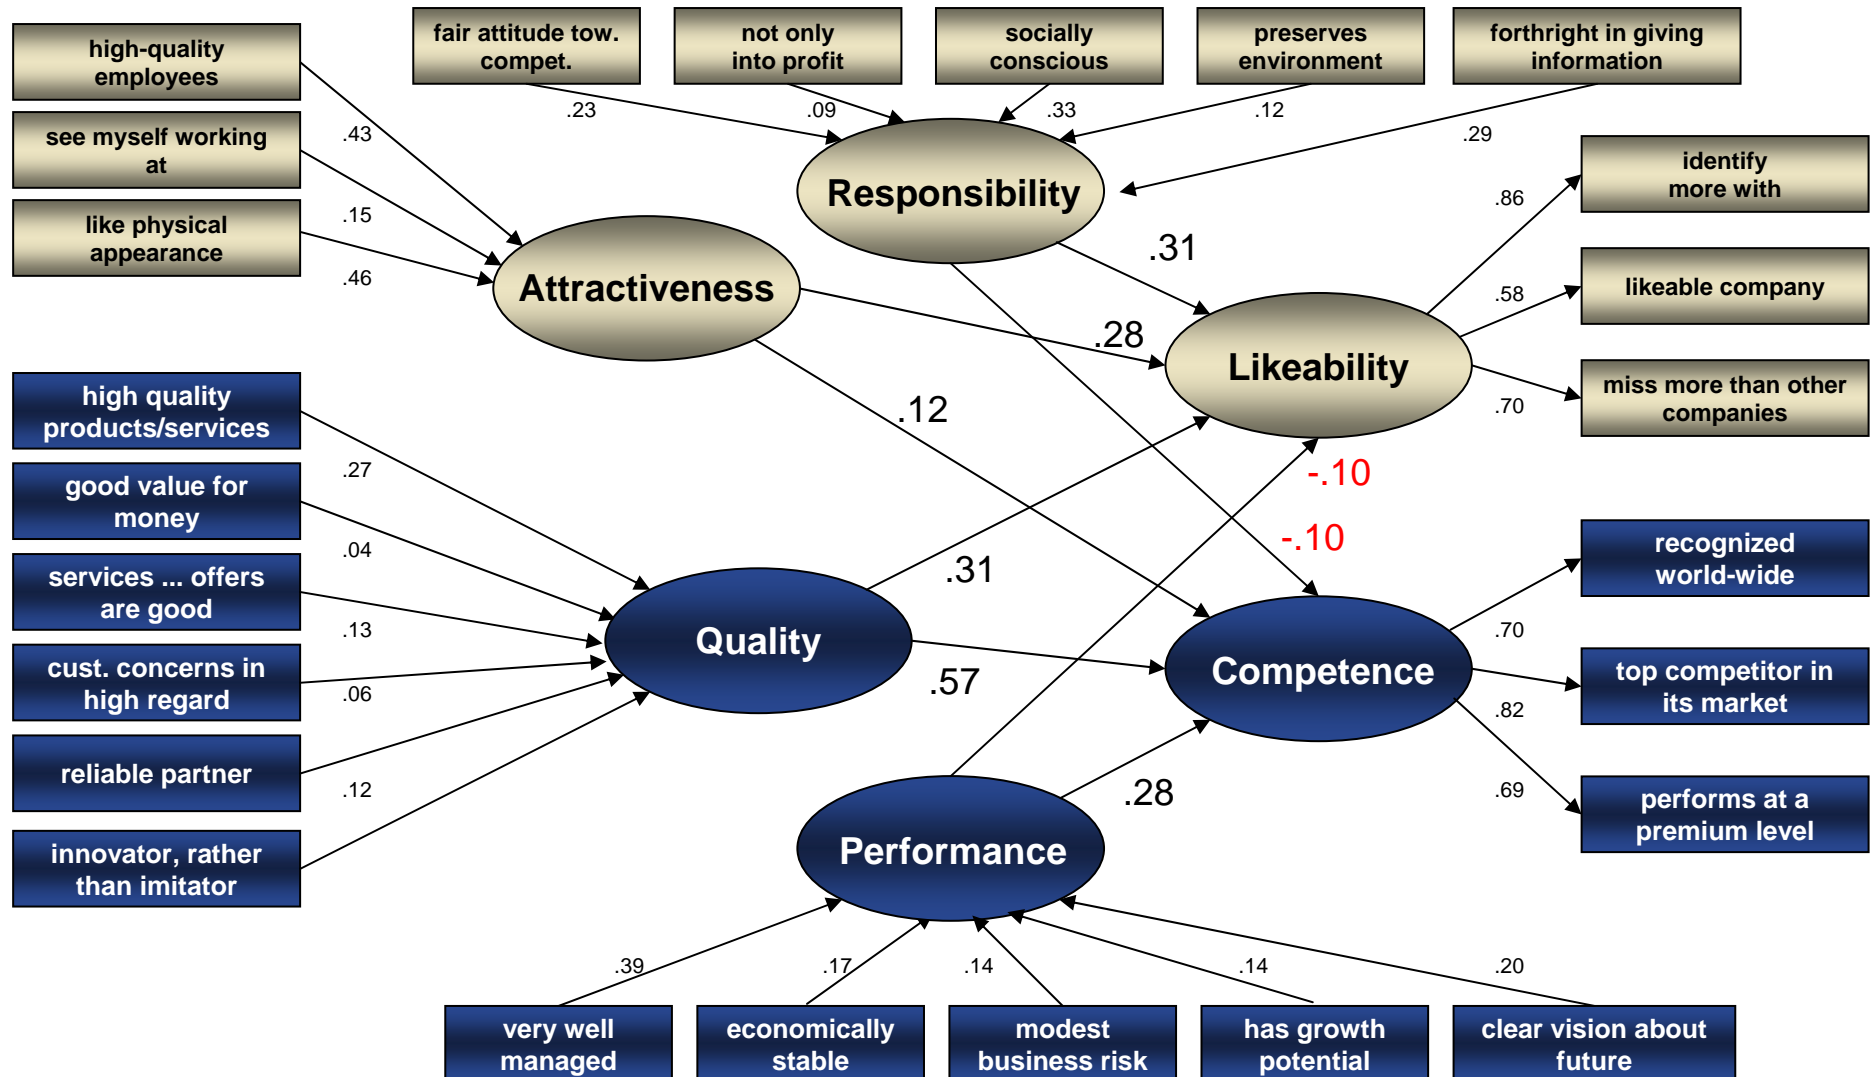 high-quality
employees
fair attitude tow.
compet.
not only
into profit
socially
conscious
preserves
environment
forthright in giving
information
.23
.09
.33
.12
.29
see myself working
at
.43
like physical
appearance
.15
.46
Responsibility
Attractiveness
identify
more with
.86
.31
.28
likeable company
.58
Likeability
miss more than other
companies
.70
.12
high quality
products/services
.27
good value for
money
.04
services ... offers
are good
.13
cust. concerns in
high regard
.06
reliable partner
.12
innovator, rather
than imitator
-.10
-.10
.31
Quality
.57
recognized
world-wide
.70
Competence
top competitor in
its market
.82
.28
.69
performs at a
premium level
Performance
.39
.17
.14
.14
.20
very well
managed
economically
stable
modest
business risk
has growth
potential
clear vision about
future